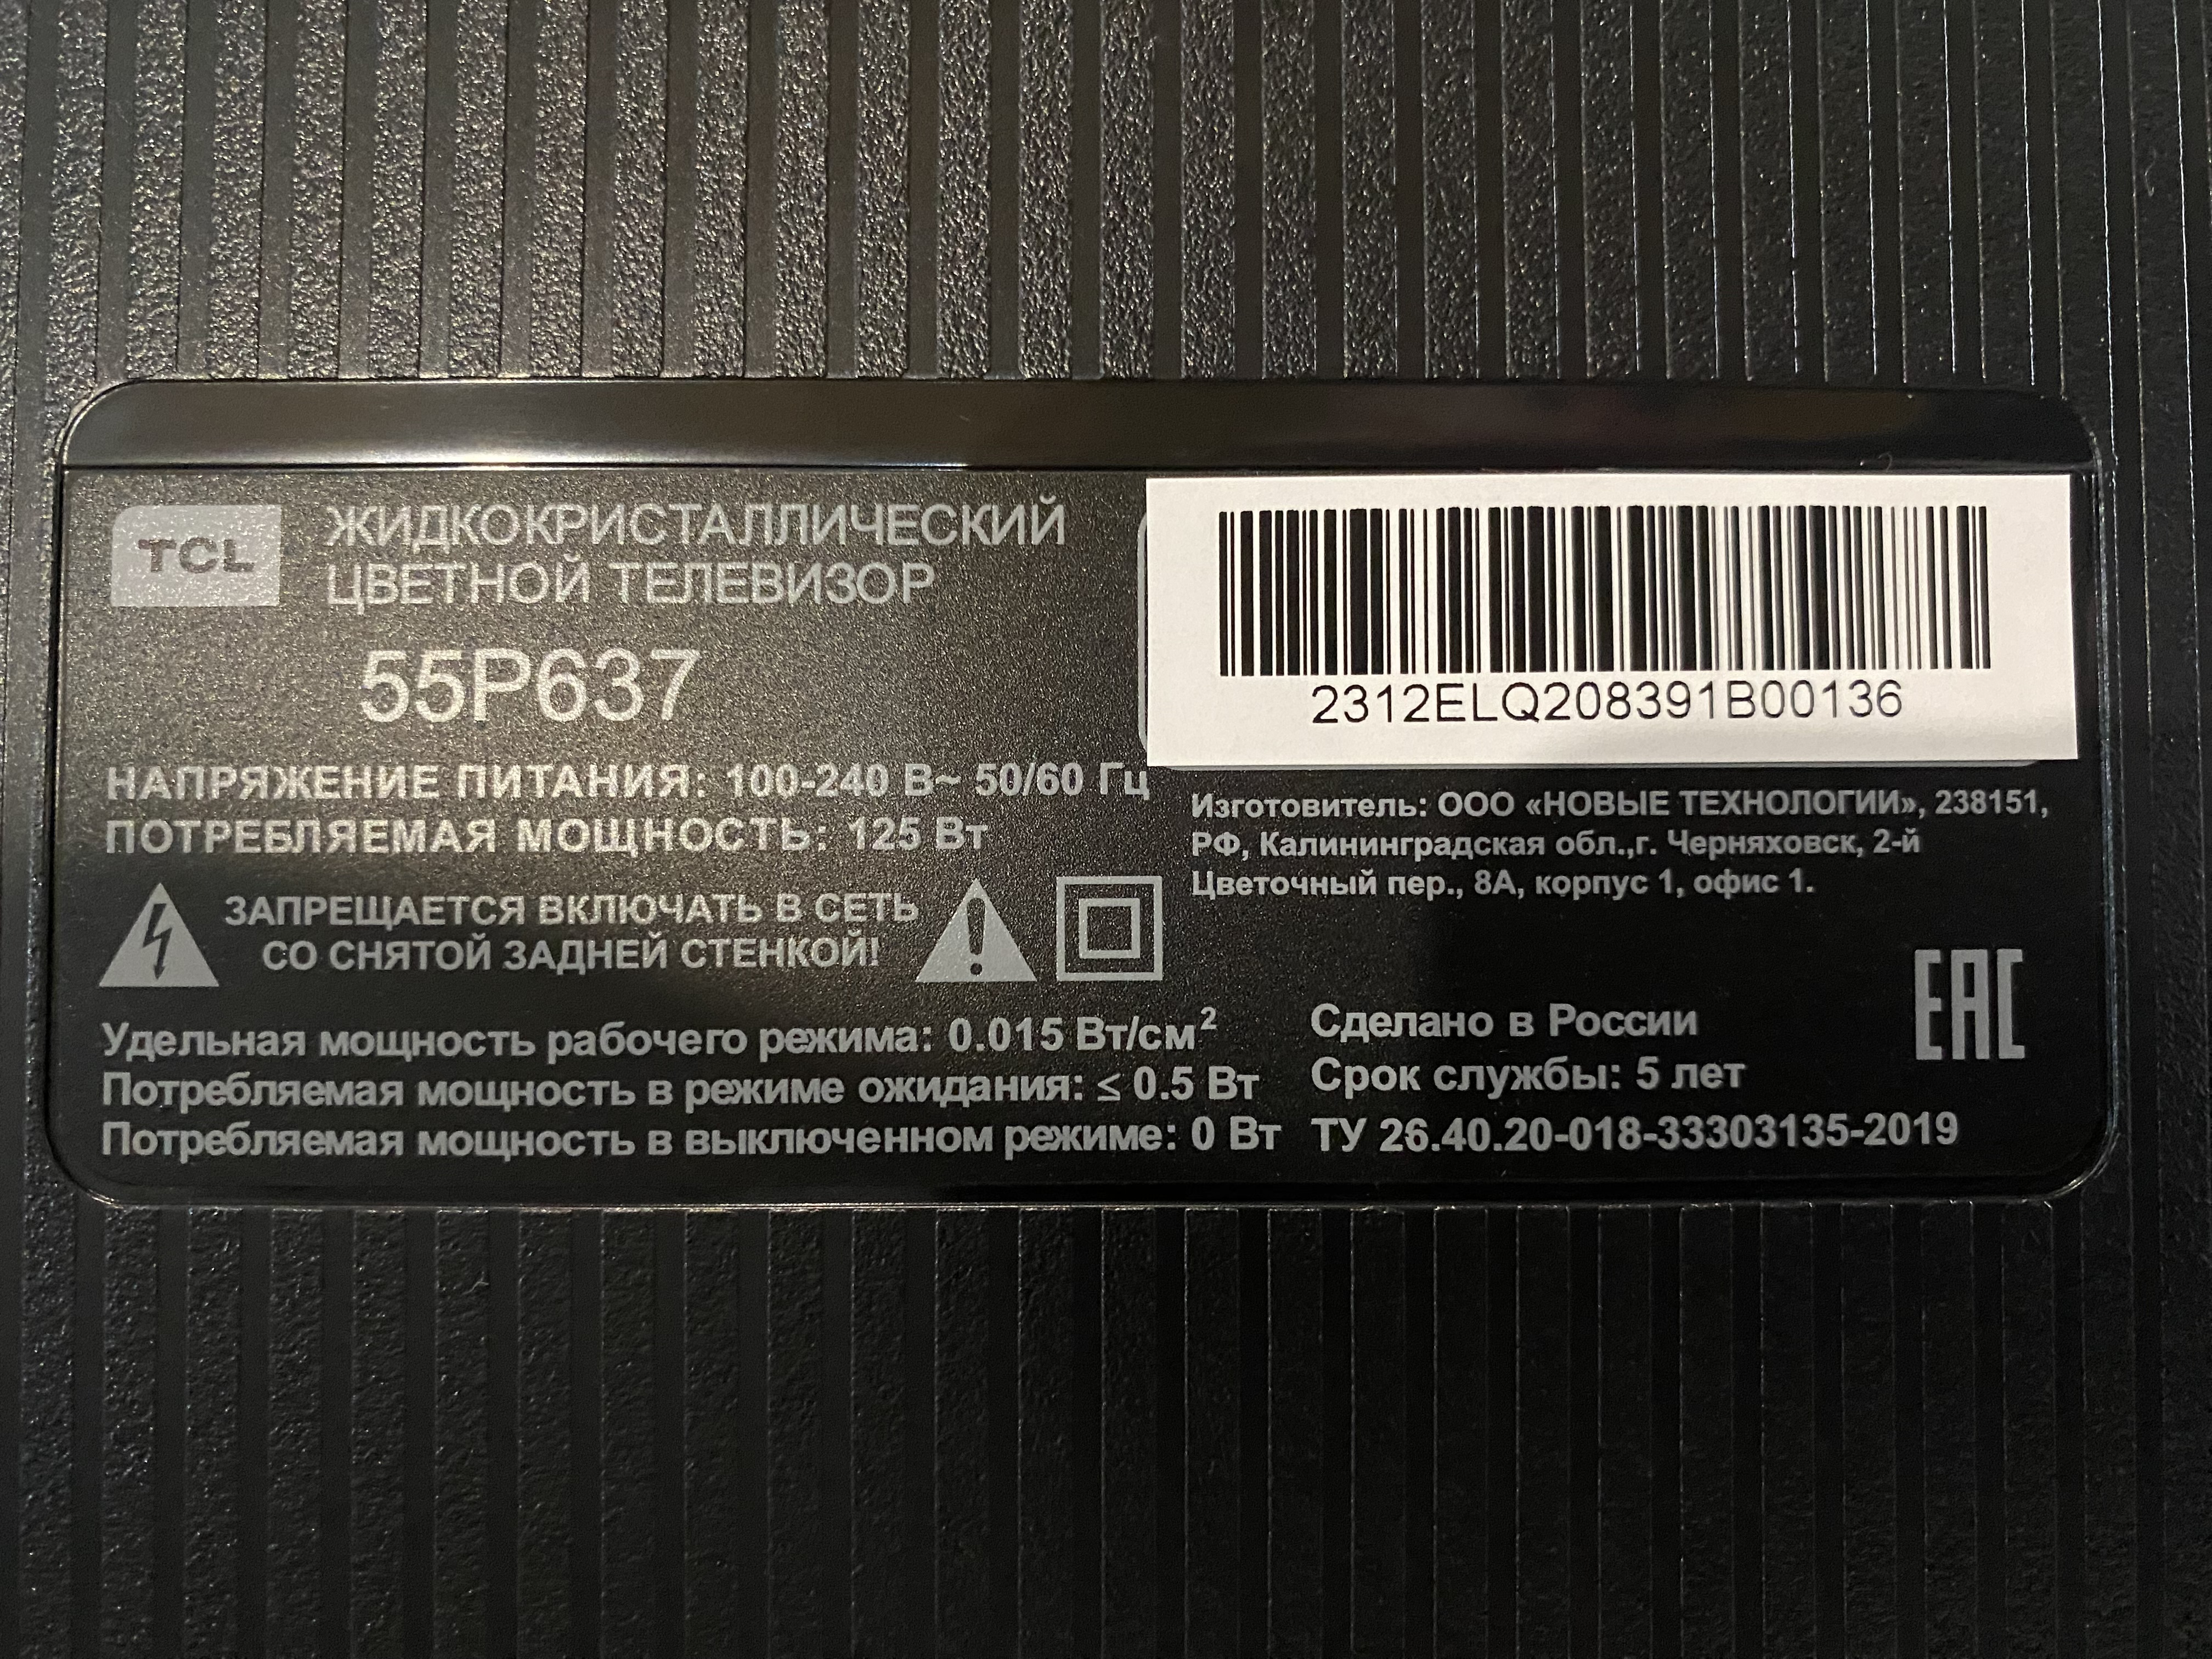 TCL
ЖИДКОКРИСТАЛЛИЧЕСКИЙ
ЦВЕТНОЙ ТЕЛЕВИЗОР
55P637
НАПРЯЖЕНИЕ ПИТАНИЯ: 100-240 В~ 50/60 Гц
ПОТРЕБЛЯЕМАЯ МОЩНОСТЬ: 125 Вт
ЗАПРЕЩАЕТСЯ ВКЛЮЧАТЬ В СЕТЬ
СО СНЯТОЙ ЗАДНЕЙ СТЕНКОЙ!
Удельная мощность рабочего режима: 0.015 Вт/см²
Потребляемая мощность в режиме ожидания: ≤ 0.5 Вт
Потребляемая мощность в выключенном режиме: 0 Вт
2312ELQ208391B00136
Изготовитель: ООО «НОВЫЕ ТЕХНОЛОГИИ», 238151,
РФ, Калининградская обл.,г. Черняховск, 2-й
Цветочный пер., 8А, корпус 1, офис 1.
EAC
Сделано в России
Срок службы: 5 лет
ТУ 26.40.20-018-33303135-2019